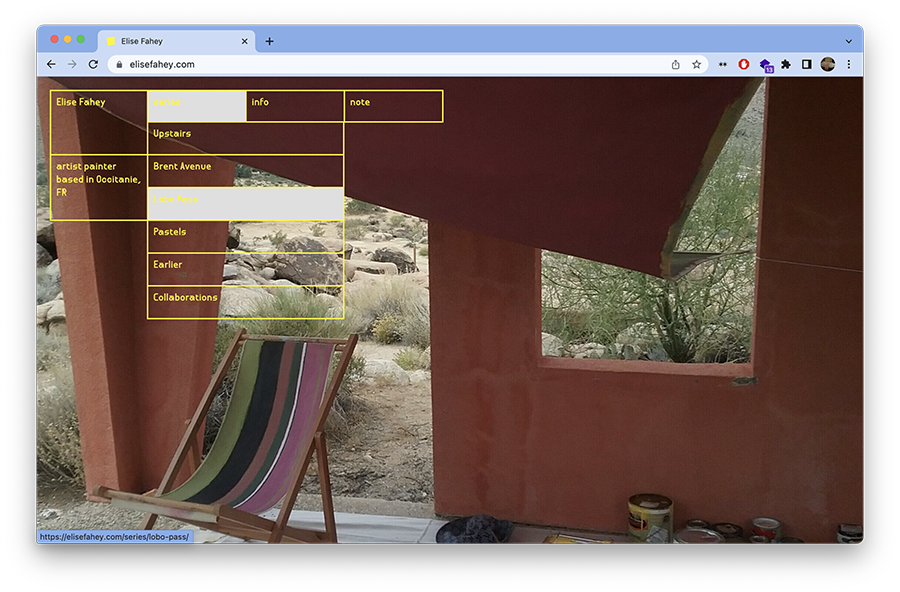 Elise Fahey
elisefahey.com
13
Elise Fahey
series
info
note
Upstairs
artist painter
based in Occitanie,
FR
Brent Avenue
Lobo Pass
Pastels
Earlier
Collaborations
https://elisefahey.com/series/lobo-pass/